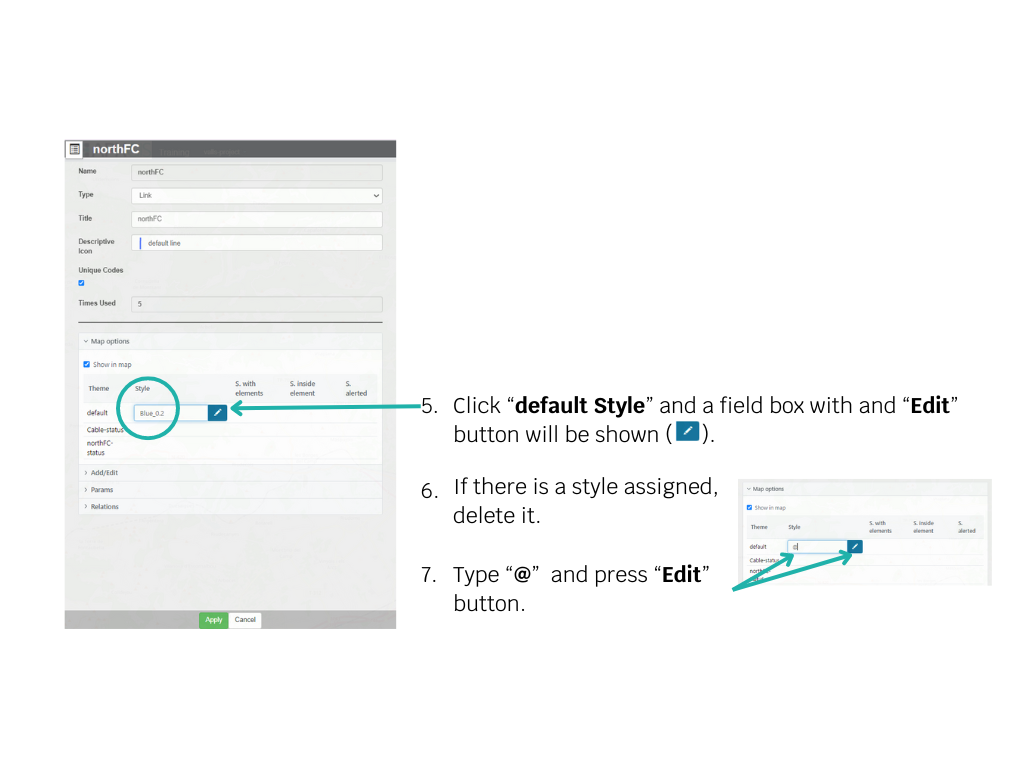 northFC
Name northFC
Type Link
Title northFC
Descriptive
Icon
default line
Unique Codes
Times Used 5
Map options
Show in map
Theme Style S. with
elements S. inside
element S.
alerted
default Blue_0.2
Cable-status
northFC-
status
Add/Edit
Params
Relations
Apply Cancel
5. Click “default Style” and a field box with and “Edit”
button will be shown ( ).
6. If there is a style assigned,
delete it.
7. Type “@” and press “Edit”
button.
Map options
Show in map
Theme Style S. with
elements S. inside
element S.
alerted
default @
Cable-status